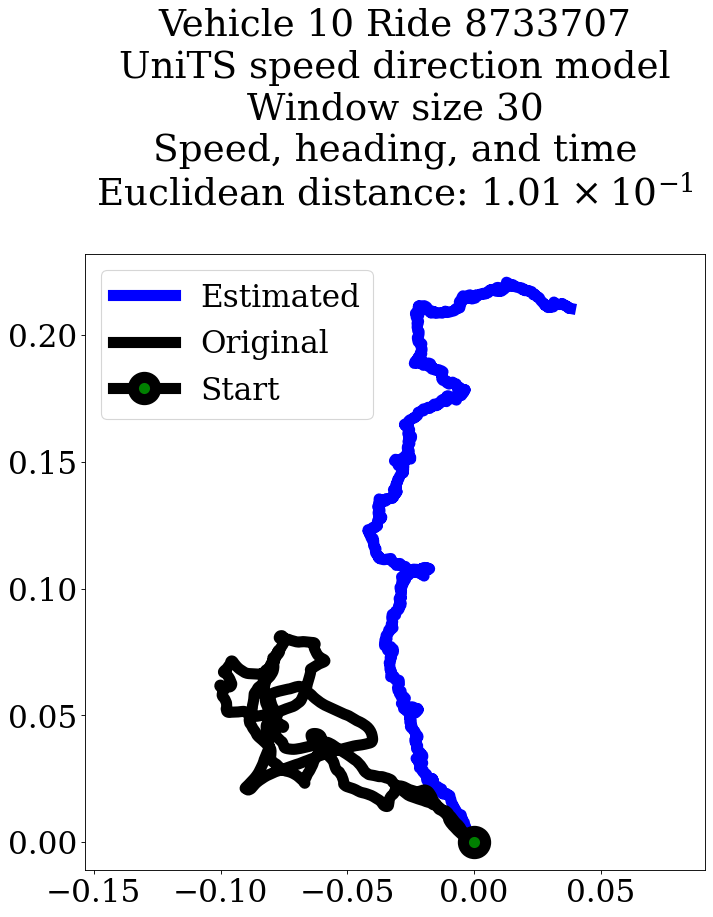 Vehicle 10 Ride 8733707
UniTS speed direction model
Window size 30
Speed, heading, and time
Euclidean distance: 1.01 × 10⁻¹
Estimated
Original
Start
0.20
0.15
0.10
0.05
0.00
−0.15 −0.10 −0.05 0.00 0.05